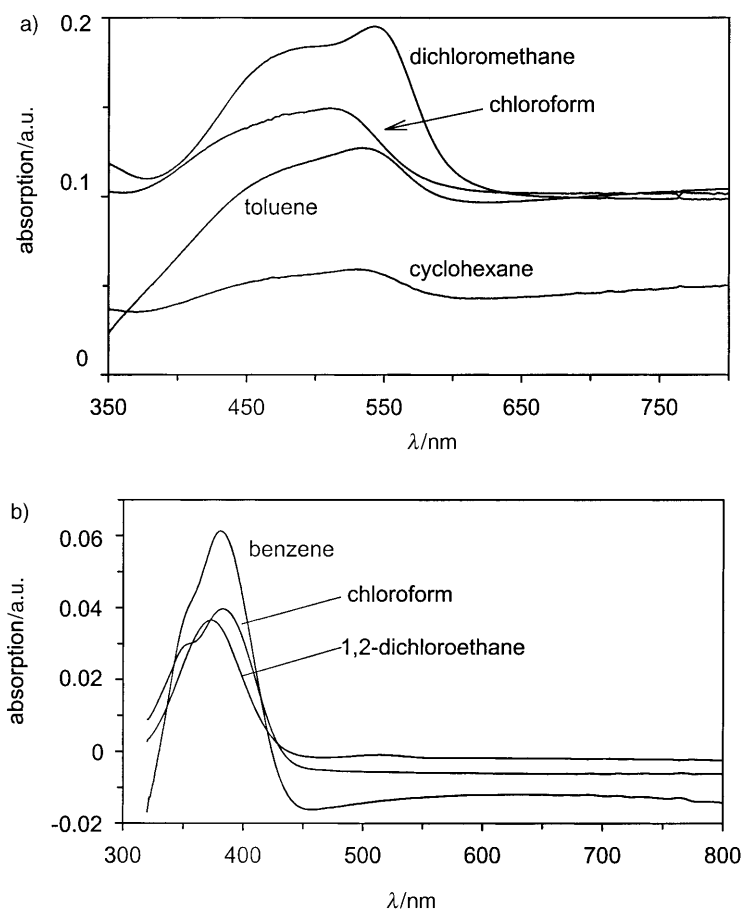 a)
0.2
dichloromethane
chloroform
absorption/a.u.
0.1
toluene
cyclohexane
0
350 450 550 650 750
λ/nm
b)
0.06
benzene
0.04
chloroform
absorption/a.u.
1,2-dichloroethane
0.02
0
-0.02
300 400 500 600 700 800
λ/nm